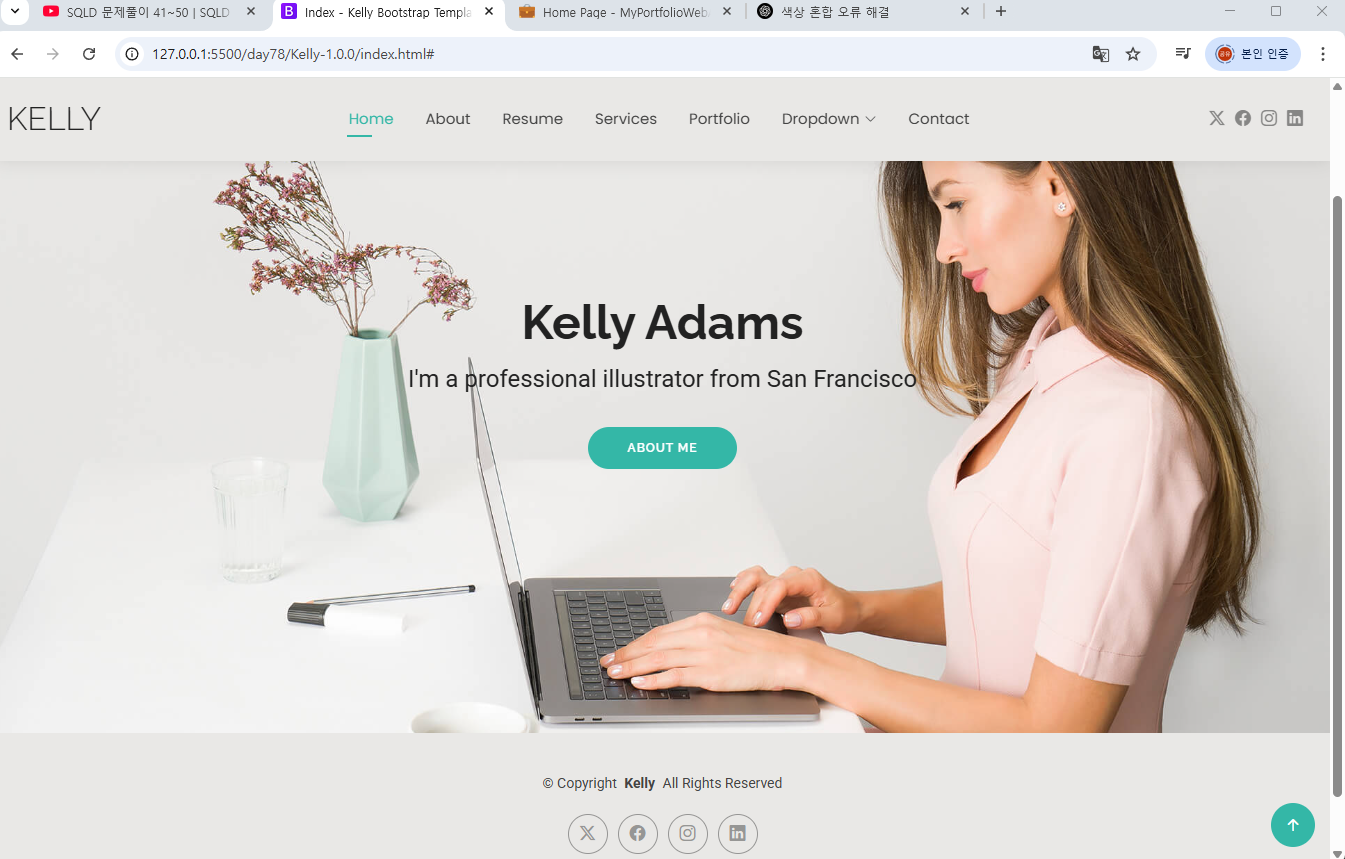 SQLD 문제풀이 41~50 | SQLD
Index - Kelly Bootstrap Templa
Home Page - MyPortfolioWeb
색상 혼합 오류 해결
127.0.0.1:5500/day78/Kelly-1.0.0/index.html#
본인 인증
KELLY
Home About Resume Services Portfolio Dropdown Contact
Kelly Adams
I'm a professional illustrator from San Francisco
ABOUT ME
© Copyright Kelly All Rights Reserved